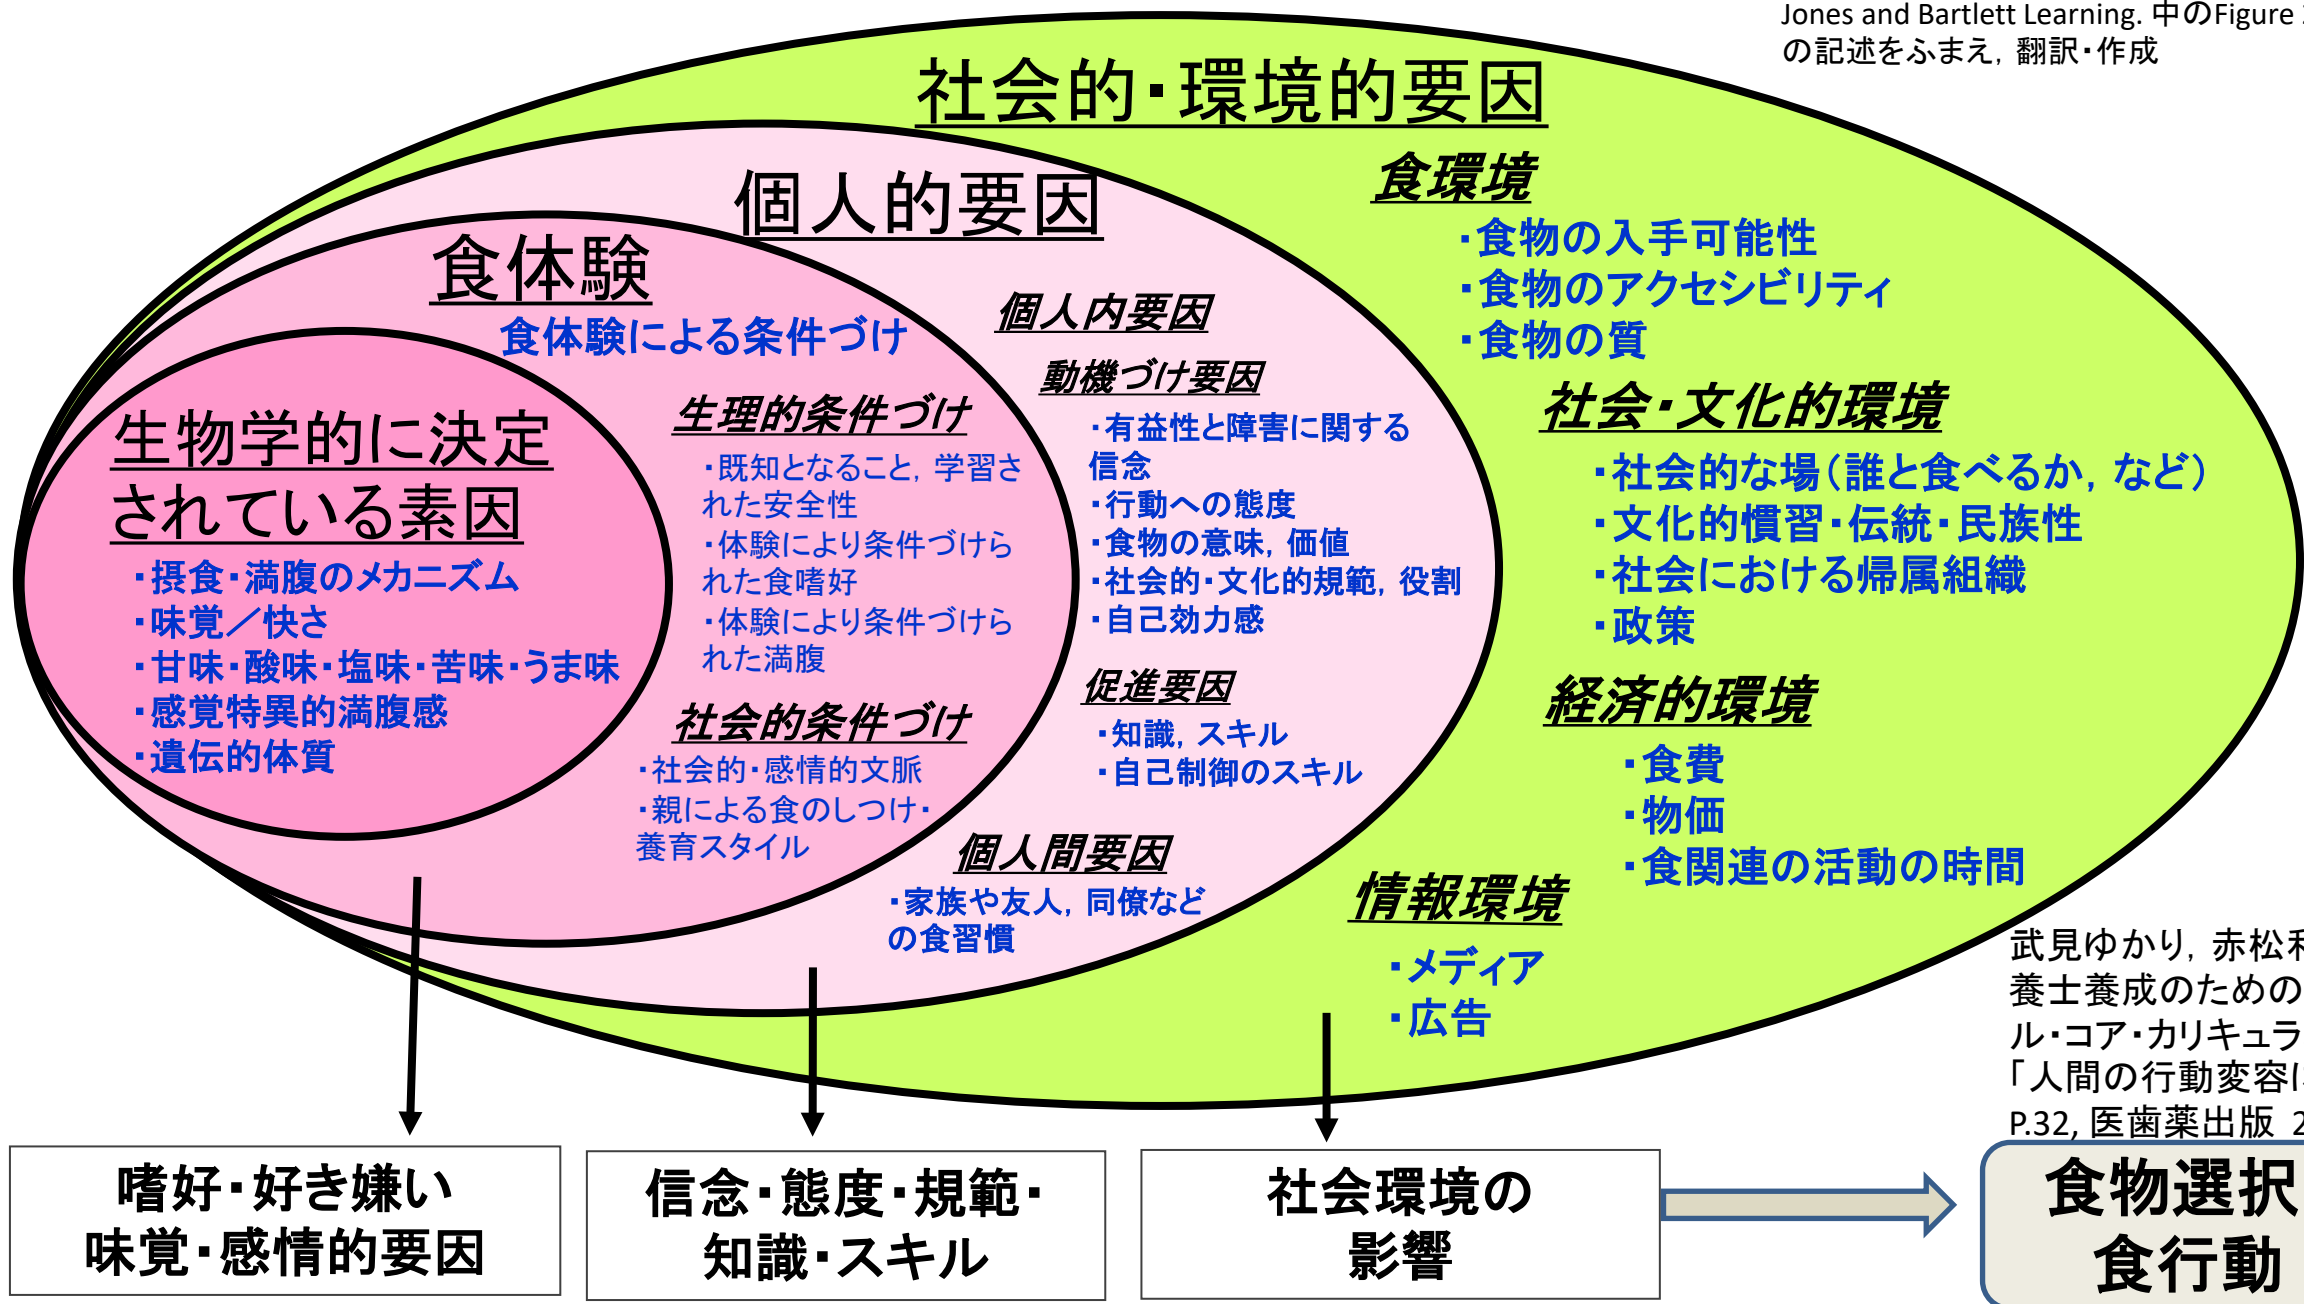 Jones and Bartlett Learning. 中のFigure
の記述をふまえ，翻訳・作成
社会的・環境的要因
食環境
・食物の入手可能性
・食物のアクセシビリティ
・食物の質
社会・文化的環境
・社会的な場（誰と食べるか，など）
・文化的慣習・伝統・民族性
・社会における帰属組織
・政策
経済的環境
・食費
・物価
・食関連の活動の時間
情報環境
・メディア
・広告
個人的要因
個人内要因
動機づけ要因
・有益性と障害に関する
信念
・行動への態度
・食物の意味，価値
・社会的・文化的規範，役割
・自己効力感
促進要因
・知識，スキル
・自己制御のスキル
個人間要因
・家族や友人，同僚など
の食習慣
食体験
食体験による条件づけ
生理的条件づけ
・既知となること，学習さ
れた安全性
・体験により条件づけら
れた食嗜好
・体験により条件づけら
れた満腹
社会的条件づけ
・社会的・感情的文脈
・親による食のしつけ・
養育スタイル
生物学的に決定
されている素因
・摂食・満腹のメカニズム
・味覚／快さ
・甘味・酸味・塩味・苦味・うま味
・感覚特異的満腹感
・遺伝的体質
武見ゆかり，赤松
養士養成のための
ル・コア・カリキュラ
「人間の行動変容に
P.32, 医歯薬出版
嗜好・好き嫌い
味覚・感情的要因
信念・態度・規範・
知識・スキル
社会環境の
影響
食物選択
食行動